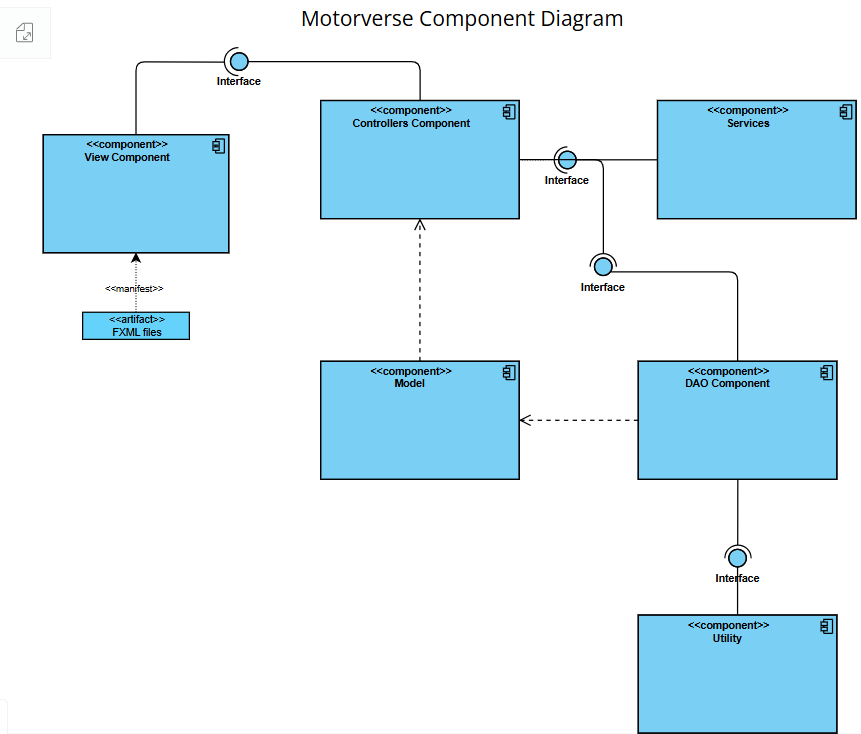 Motorverse Component Diagram
Interface
<<component>>
Controllers Component
<<component>>
Services
<<component>>
View Component
Interface
<<manifest>>
Interface
<<artifact>>
FXML files
<<component>>
Model
<<component>>
DAO Component
Interface
<<component>>
Utility